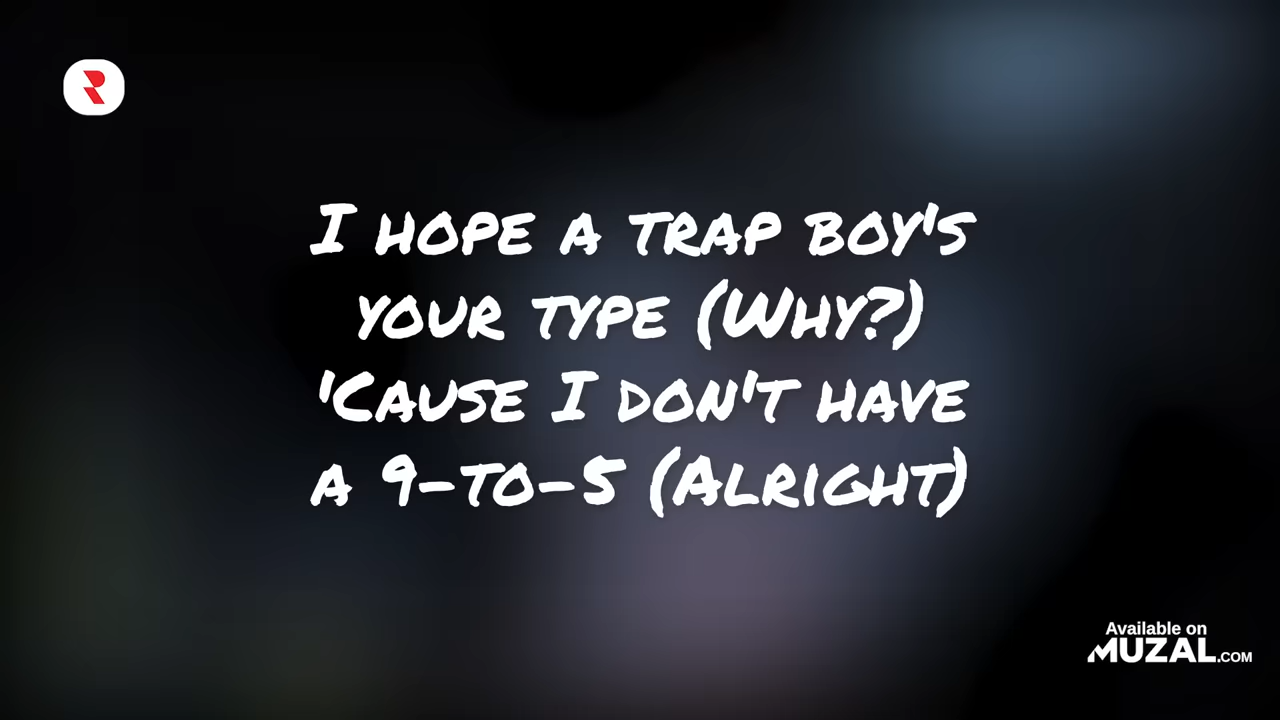 I HOPE A TRAP BOY'S
YOUR TYPE (WHY?)
'CAUSE I DON'T HAVE
A 9-TO-5 (ALRIGHT)
Available on
MUZAL.COM